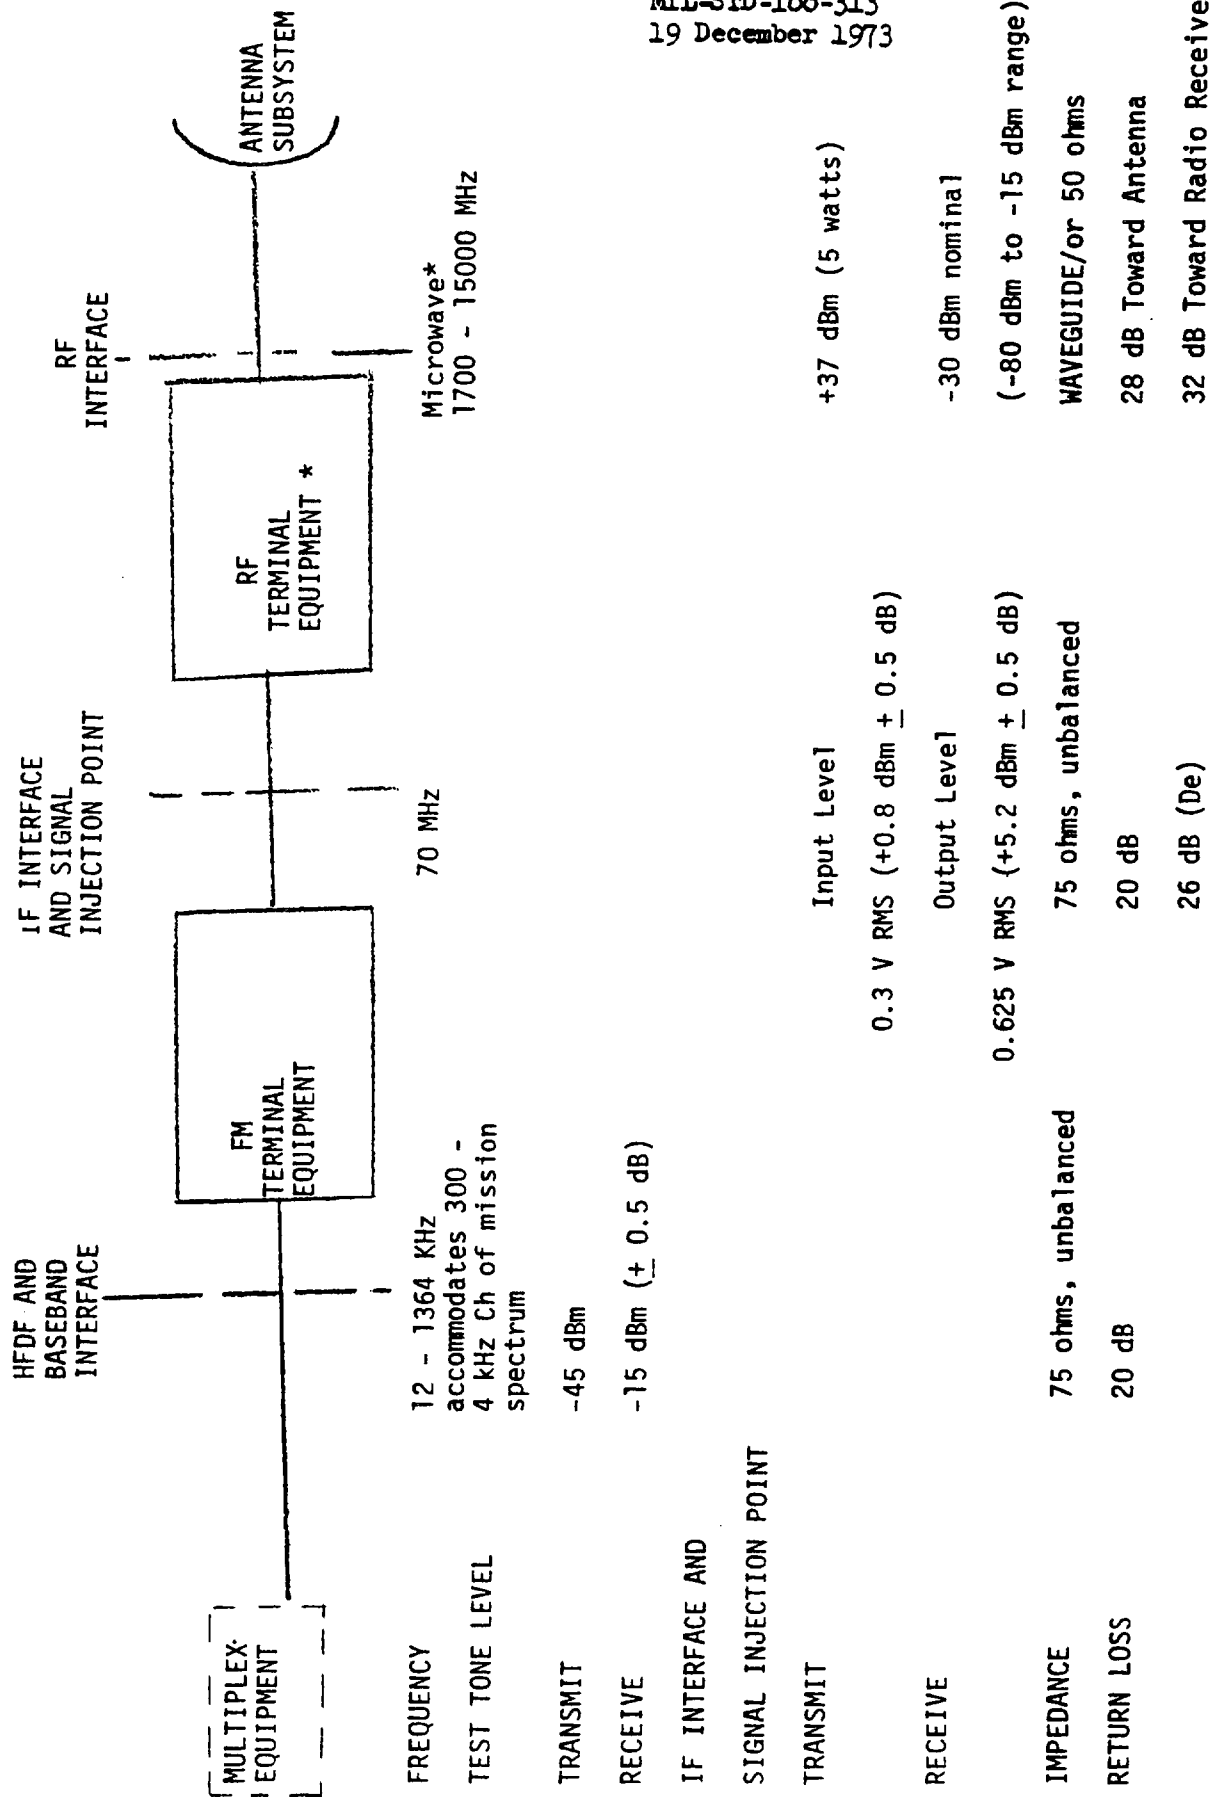 19 December 1973
HFDF AND
BASEBAND
INTERFACE
IF INTERFACE
AND SIGNAL
INJECTION POINT
RF
INTERFACE
MULTIPLEX
EQUIPMENT
FM
TERMINAL
EQUIPMENT
RF
TERMINAL
EQUIPMENT *
ANTENNA
SUBSYSTEM
FREQUENCY
12 - 1364 KHz
accommodates 300 -
4 kHz Ch of mission
spectrum
70 MHz
Microwave*
1700 - 15000 MHz
TEST TONE LEVEL
TRANSMIT
-45 dBm
RECEIVE
-15 dBm (± 0.5 dB)
IF INTERFACE AND
SIGNAL INJECTION POINT
TRANSMIT
Input Level
+37 dBm (5 watts)
0.3 V RMS (+0.8 dBm ± 0.5 dB)
RECEIVE
Output Level
-30 dBm nominal
0.625 V RMS (+5.2 dBm ± 0.5 dB)
(-80 dBm to -15 dBm range)
IMPEDANCE
75 ohms, unbalanced
75 ohms, unbalanced
WAVEGUIDE/or 50 ohms
RETURN LOSS
20 dB
20 dB
28 dB Toward Antenna
26 dB (De)
32 dB Toward Radio Receive